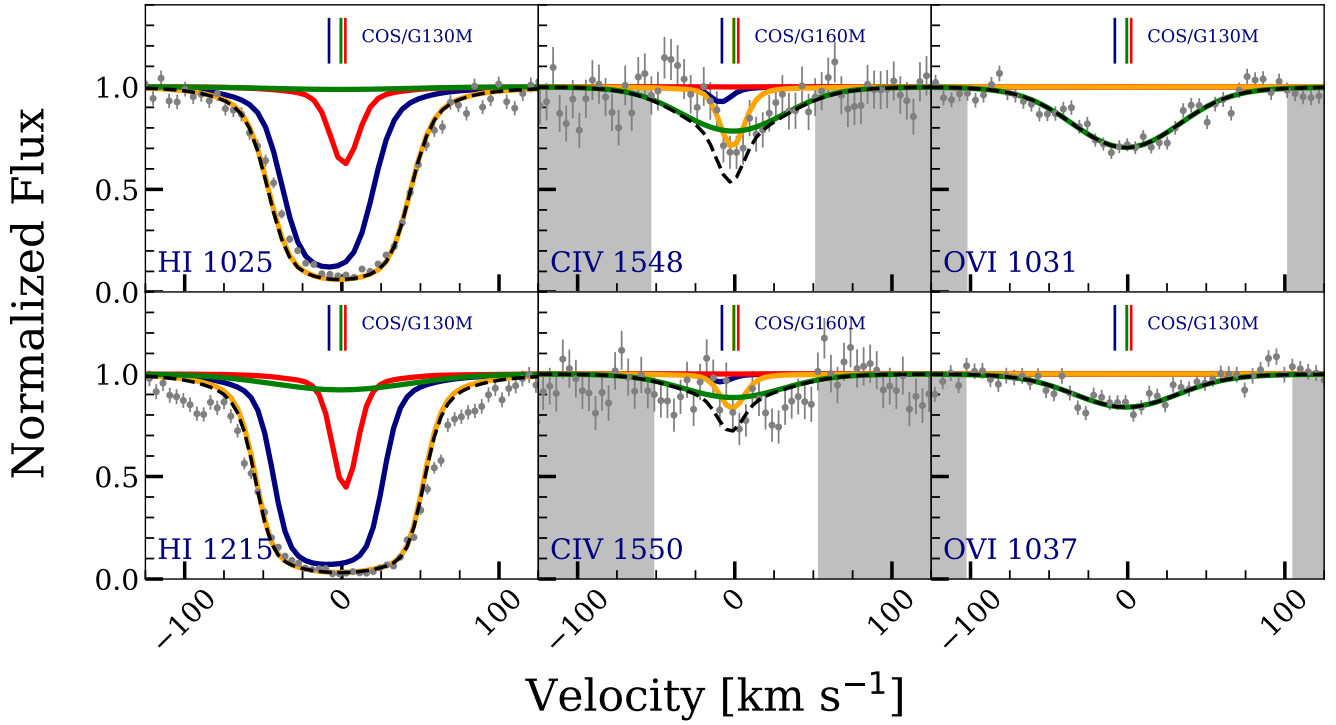 Normalized Flux
COS/G130M
COS/G160M
COS/G130M
1.0
0.5
0.0
HI 1025
CIV 1548
OVI 1031
COS/G130M
COS/G160M
COS/G130M
1.0
0.5
0.0
HI 1215
CIV 1550
OVI 1037
−100 0 100
−100 0 100
−100 0 100
Velocity [km s⁻¹]